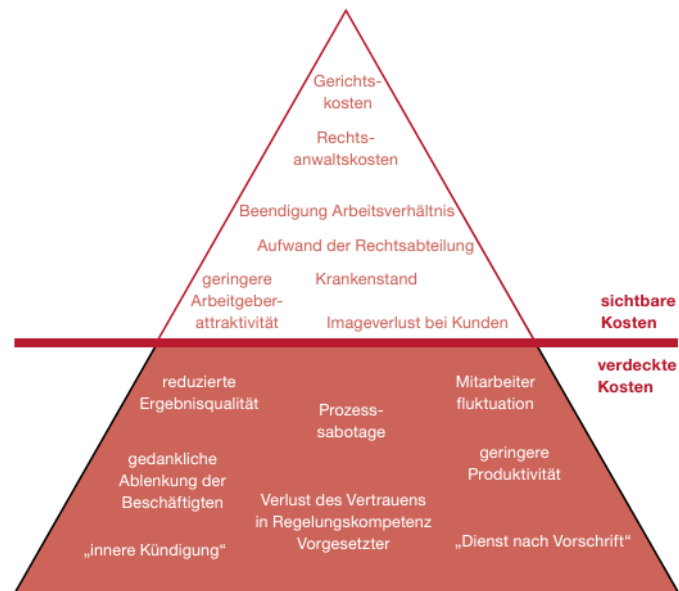 Gerichts-
kosten
Rechts-
anwaltskosten
Beendigung Arbeitsverhältnis
Aufwand der Rechtsabteilung
geringere
Arbeitgeber-
attraktivität
Krankenstand
Imageverlust bei Kunden
sichtbare
Kosten
verdeckte
Kosten
reduzierte
Ergebnisqualität
Prozess-
sabotage
Mitarbeiter
fluktuation
gedankliche
Ablenkung der
Beschäftigten
geringere
Produktivität
Verlust des Vertrauens
in Regelungskompetenz
Vorgesetzter
„innere Kündigung“
„Dienst nach Vorschrift“